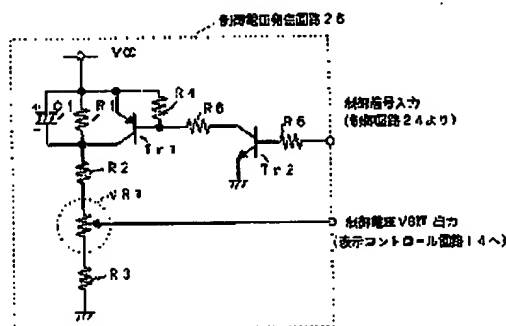 制御電圧発生回路26
VCC
C1
R1
R4
R6
R5
Tr1
Tr2
制御信号入力
(制御回路24より)
R2
VR1
制御電圧VCNT 出力
(表示コントロール回路14へ)
R3